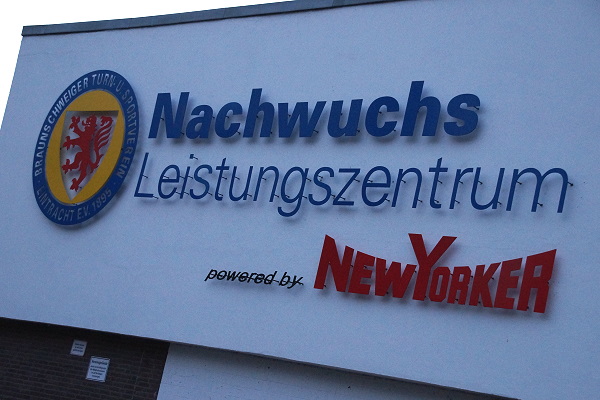 BRAUNSCHWEIGER TURN-U. SPORTVEREIN
EINTRACHT E.V. 1895
Nachwuchs
Leistungszentrum
powered by NEWYORKER